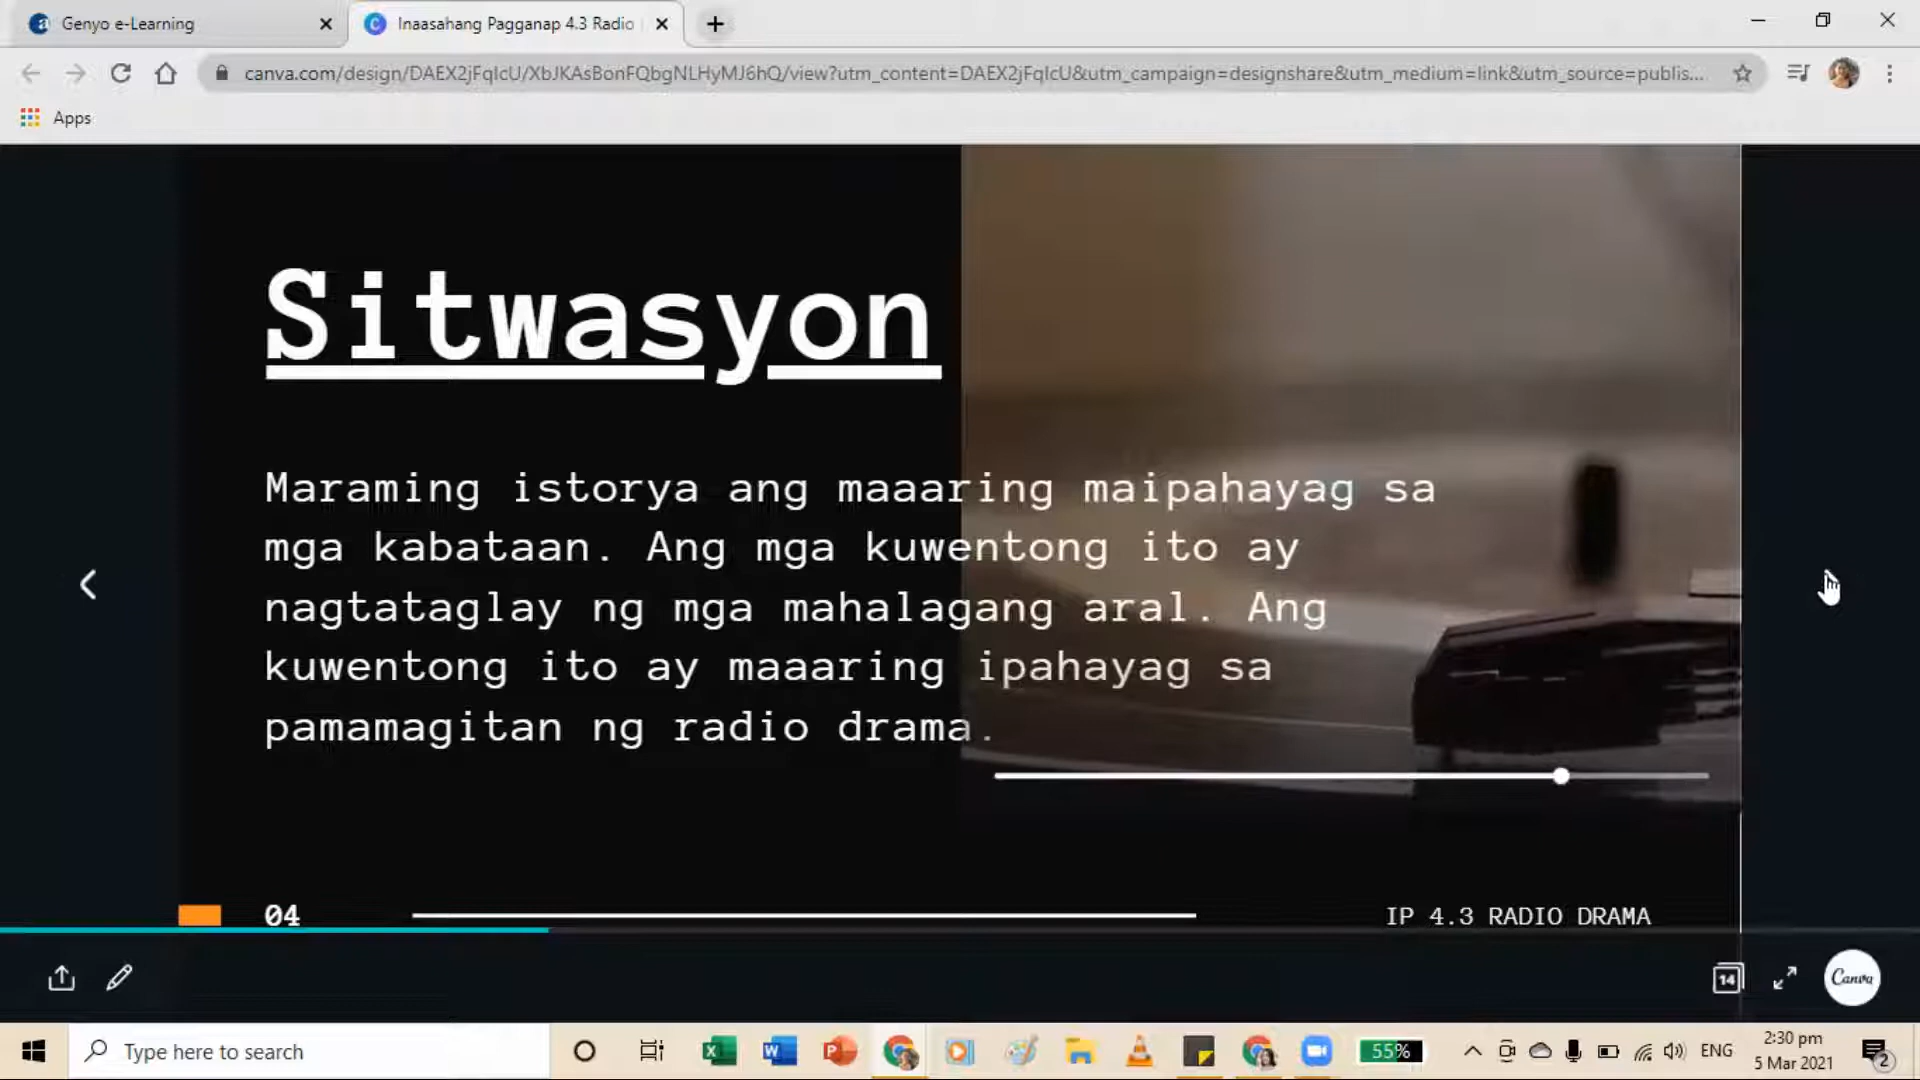 Genyo e-Learning
Inaasahang Pagganap 4.3 Radio
canva.com/design/DAEX2jFqIcU/XbJKAsBonFQbgNLHyMJ6hQ/view?utm_content=DAEX2jFqIcU&utm_campaign=designshare&utm_medium=link&utm_source=publis...
Apps
Sitwasyon
Maraming istorya ang maaaring maipahayag sa
mga kabataan. Ang mga kuwentong ito ay
nagtataglay ng mga mahalagang aral. Ang
kuwentong ito ay maaaring ipahayag sa
pamamagitan ng radio drama.
04
IP 4.3 RADIO DRAMA
14
Canva
Type here to search
55%
ENG
2:30 pm
5 Mar 2021
2